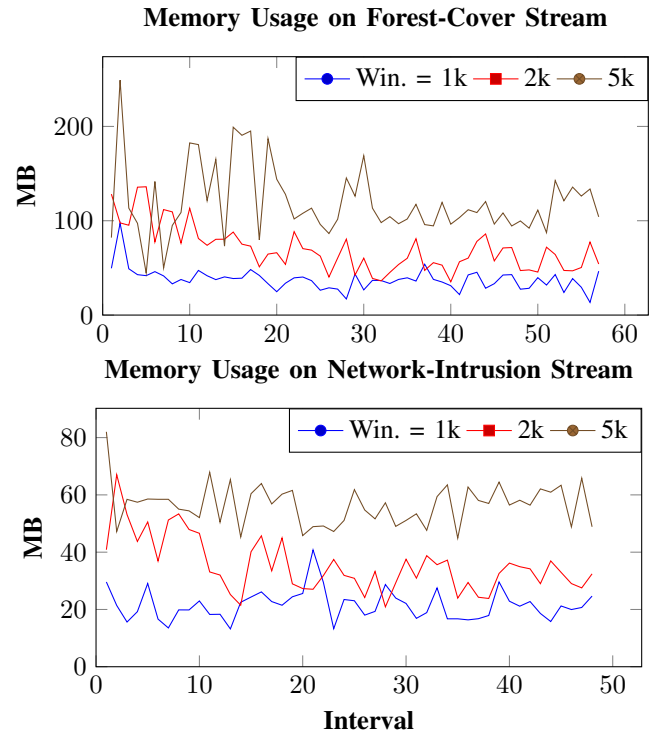 Memory Usage on Forest-Cover Stream
Win. = 1k 2k 5k
200
100
0
MB
0 10 20 30 40 50 60
Memory Usage on Network-Intrusion Stream
Win. = 1k 2k 5k
80
60
40
20
0
MB
0 10 20 30 40 50
Interval